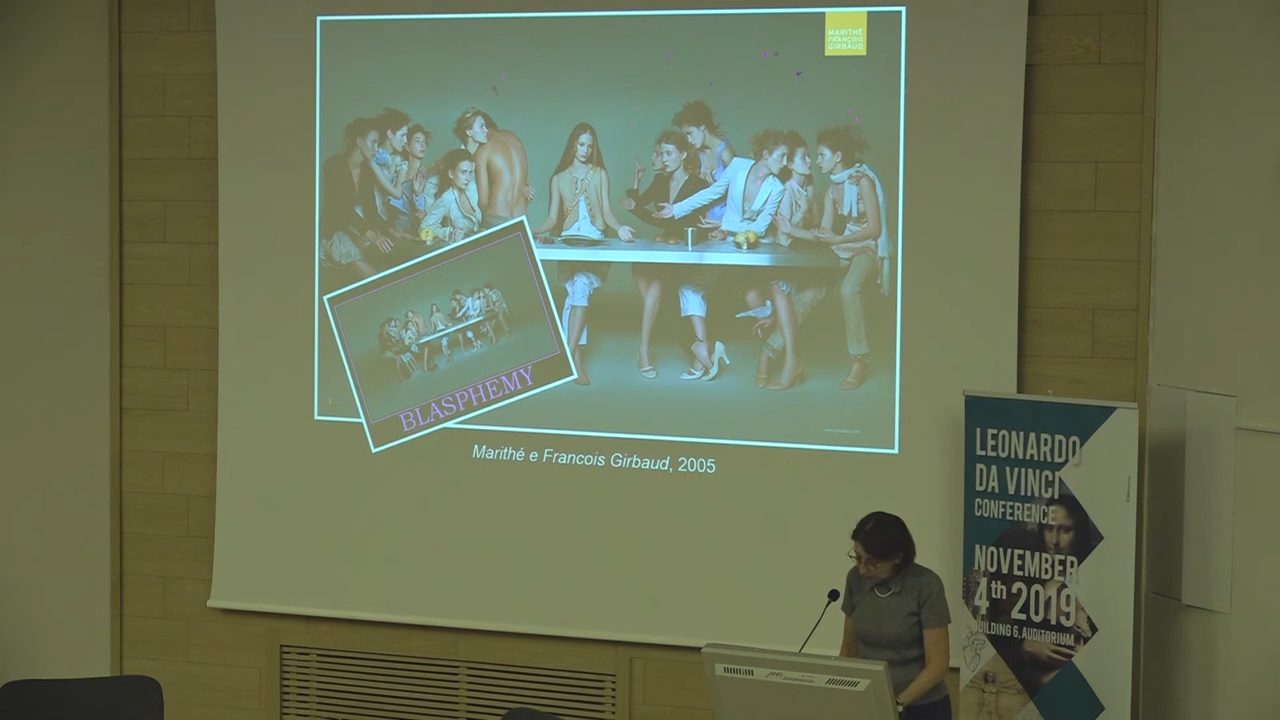 MARITHÉ
FRANÇOIS
GIRBAUD
BLASPHEMY
Marithé e Francois Girbaud, 2005
LEONARDO
DA VINCI
CONFERENCE
NOVEMBER
4th 2019
BUILDING 6, AUDITORIUM